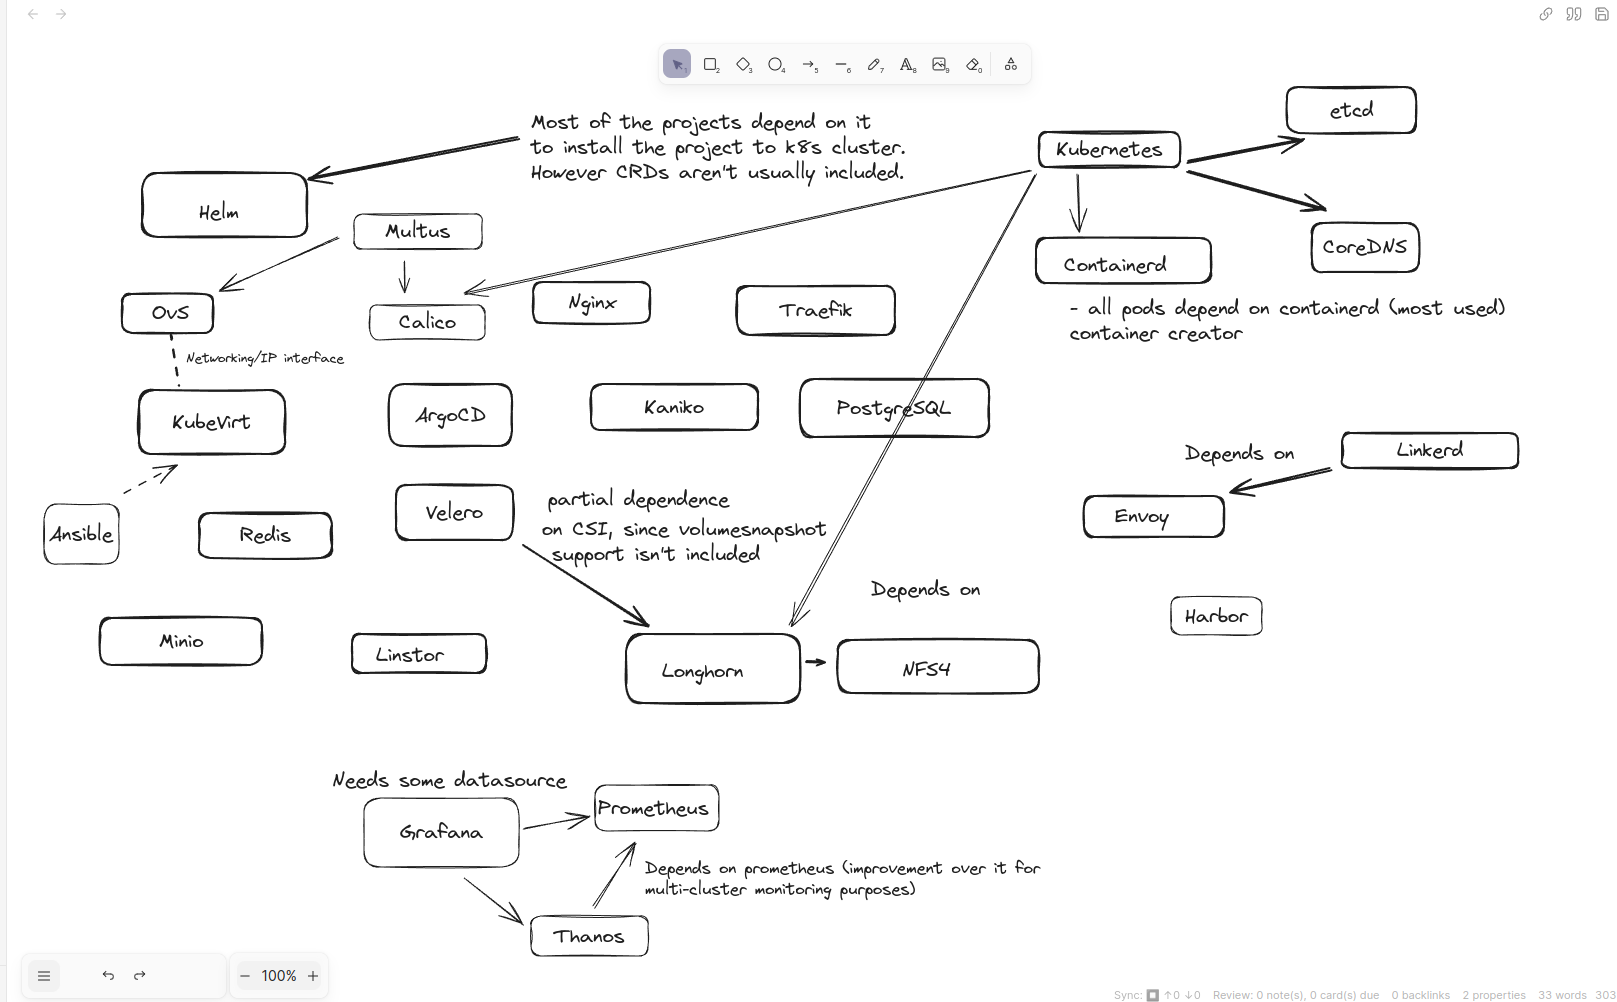 Most of the projects depend on it
to install the project to k8s cluster.
However CRDs aren't usually included.
etcd
Kubernetes
Helm
Multus
CoreDNS
Containerd
OvS
Calico
Nginx
Traefik
- all pods depend on containerd (most used)
container creator
Networking/IP interface
KubeVirt
ArgoCD
Kaniko
PostgreSQL
Depends on
Linkerd
Envoy
Ansible
Redis
Velero
partial dependence
on CSI, since volumesnapshot
support isn't included
Depends on
Harbor
Minio
Linstor
Longhorn
NFS4
Needs some datasource
Grafana
Prometheus
Depends on prometheus (improvement over it for
multi-cluster monitoring purposes)
Thanos
100%
Sync: ↑0 ↓0 Review: 0 note(s), 0 card(s) due 0 backlinks 2 properties 33 words 303